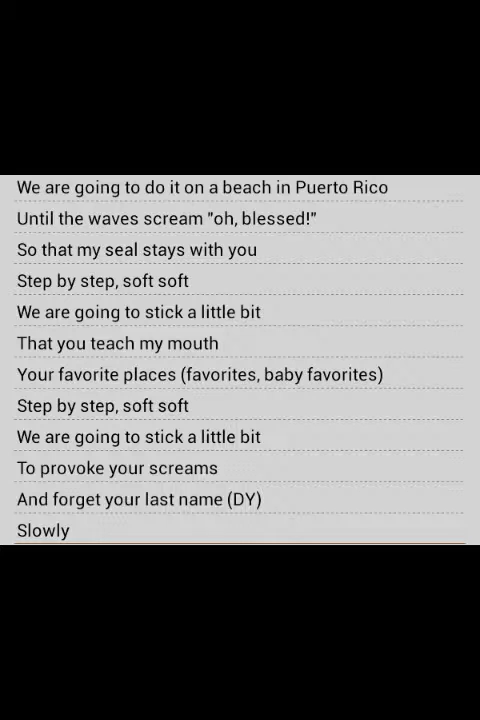 We are going to do it on a beach in Puerto Rico
Until the waves scream "oh, blessed!"
So that my seal stays with you
Step by step, soft soft
We are going to stick a little bit
That you teach my mouth
Your favorite places (favorites, baby favorites)
Step by step, soft soft
We are going to stick a little bit
To provoke your screams
And forget your last name (DY)
Slowly